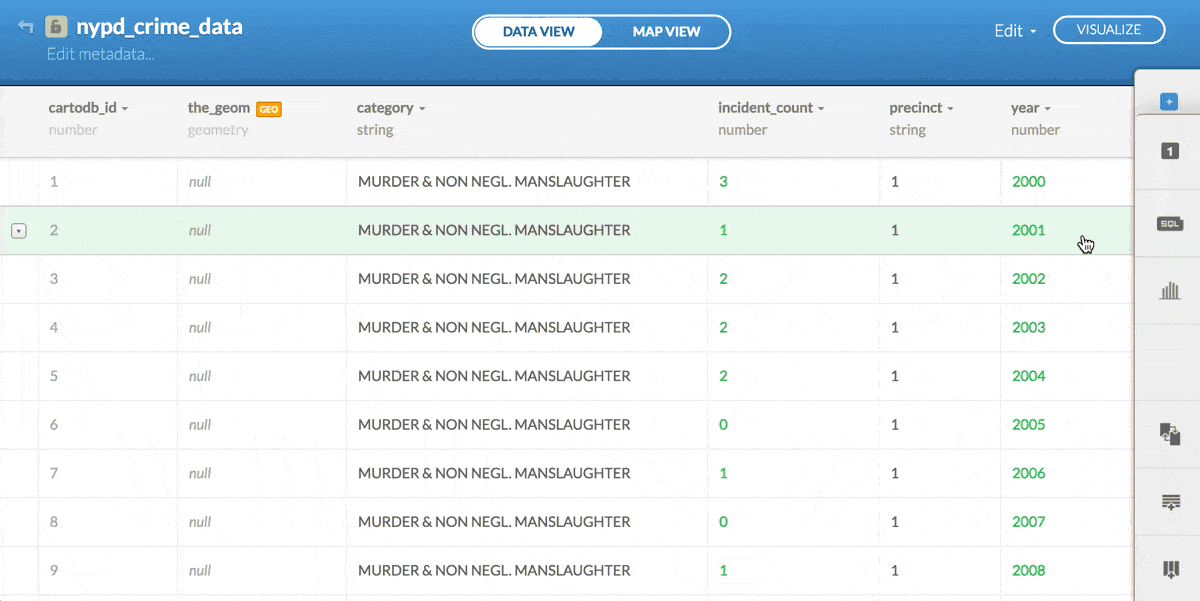 nypd_crime_data
Edit metadata...
DATA VIEW MAP VIEW
Edit VISUALIZE
cartodb_id the_geom GEO category incident_count precinct year
number geometry string number string number
1 null MURDER & NON NEGL. MANSLAUGHTER 3 1 2000
2 null MURDER & NON NEGL. MANSLAUGHTER 1 1 2001
3 null MURDER & NON NEGL. MANSLAUGHTER 2 1 2002
4 null MURDER & NON NEGL. MANSLAUGHTER 2 1 2003
5 null MURDER & NON NEGL. MANSLAUGHTER 2 1 2004
6 null MURDER & NON NEGL. MANSLAUGHTER 0 1 2005
7 null MURDER & NON NEGL. MANSLAUGHTER 1 1 2006
8 null MURDER & NON NEGL. MANSLAUGHTER 0 1 2007
9 null MURDER & NON NEGL. MANSLAUGHTER 1 1 2008
+
1
SQL